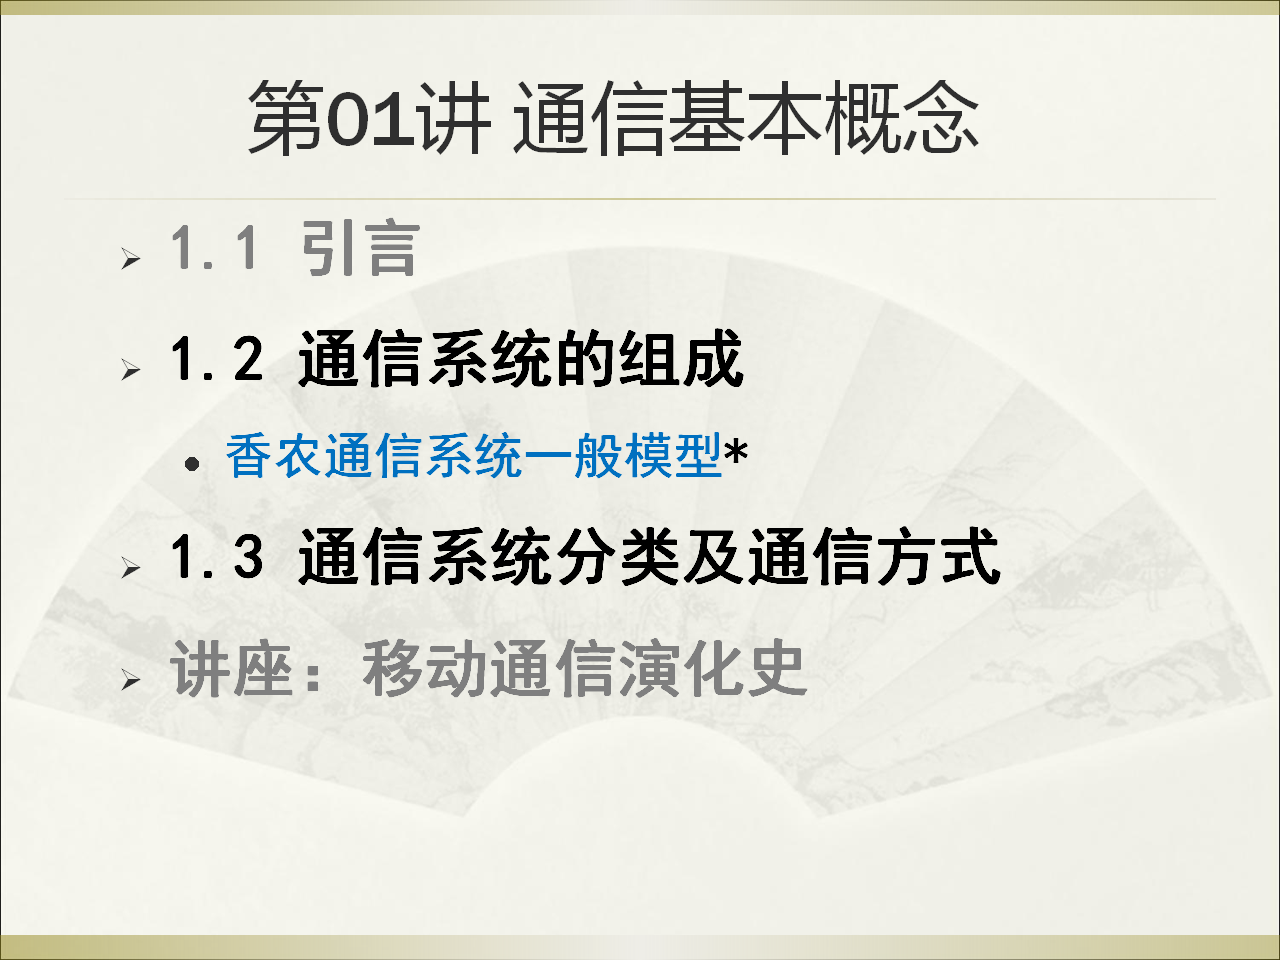 第01讲 通信基本概念
1.1 引言
1.2 通信系统的组成
香农通信系统一般模型*
1.3 通信系统分类及通信方式
讲座：移动通信演化史